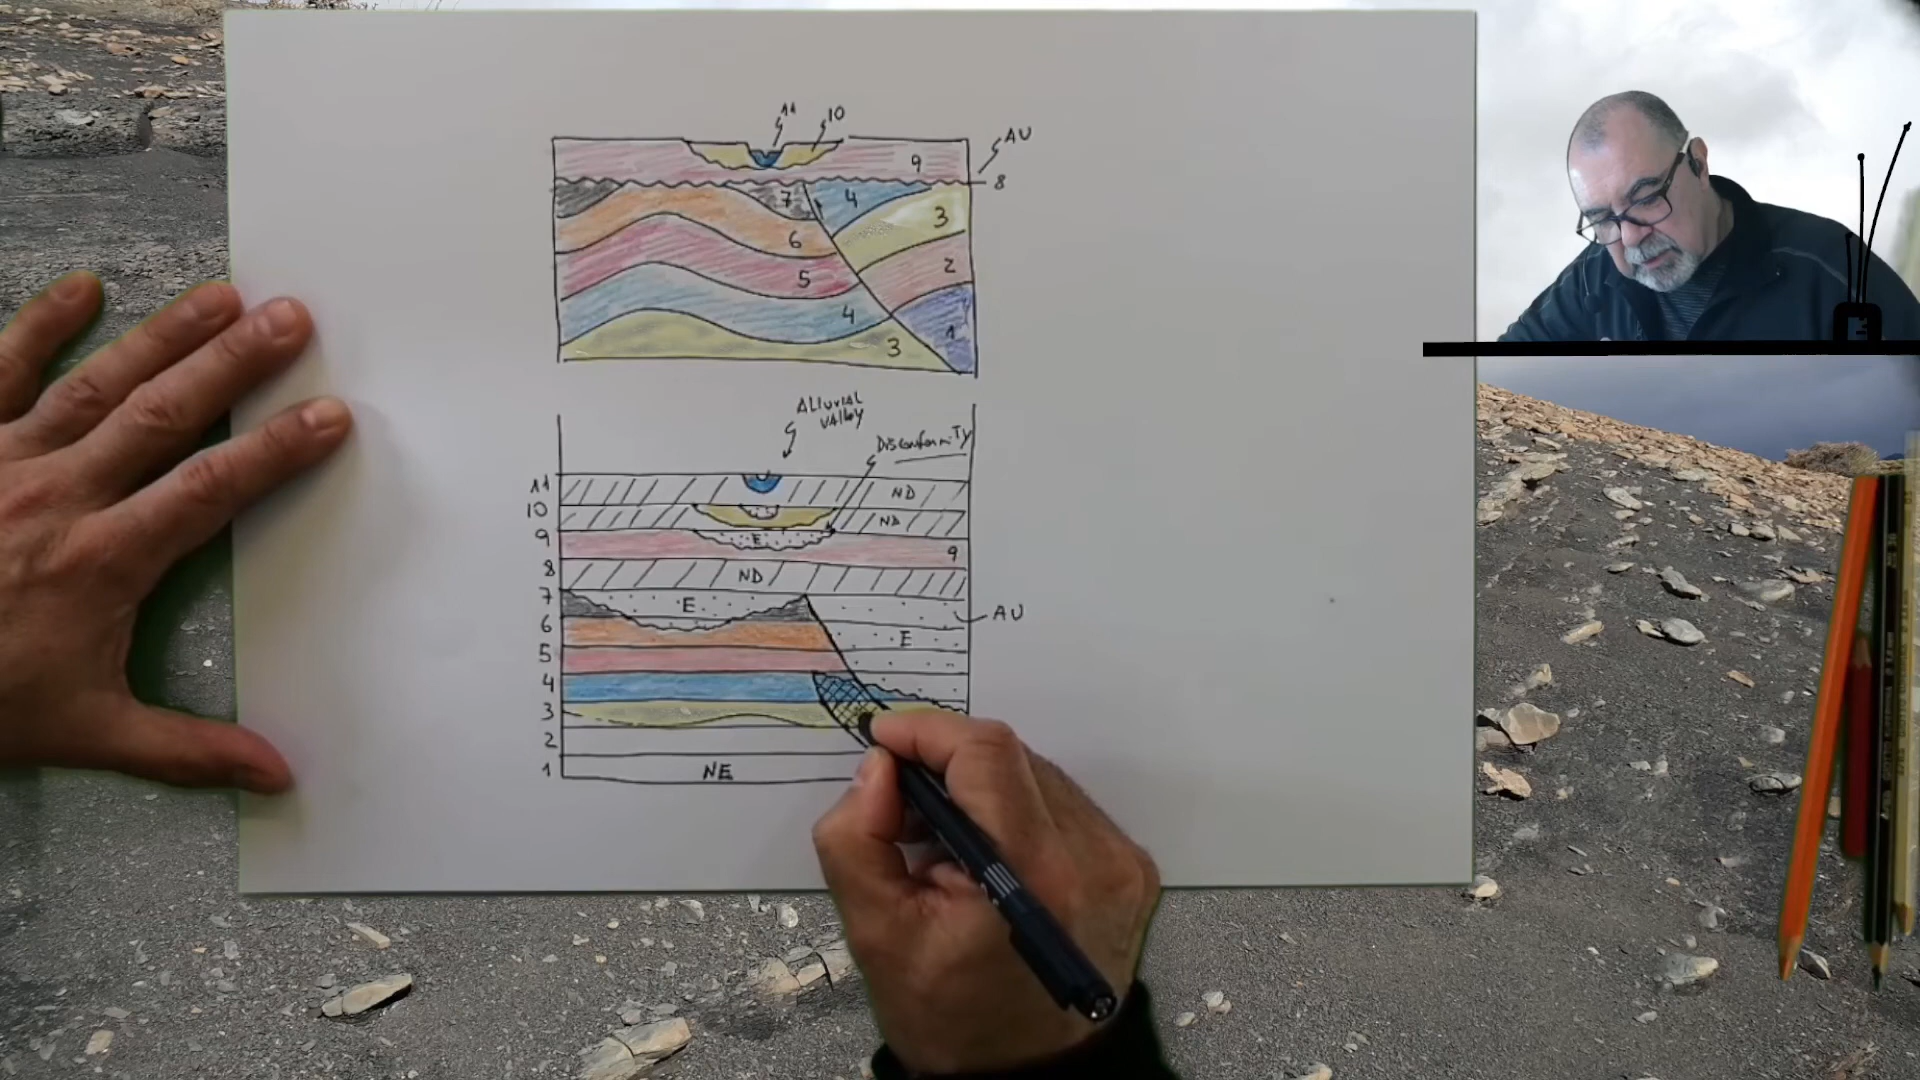 11 10
AU
9
8
7 4
3
6
2
5
4
1
3
Alluvial
valley
Disconformity
11 ND
10 ND
9 E 9
8 ND
7 E
AU
6 E
5
4
3
2
1 NE